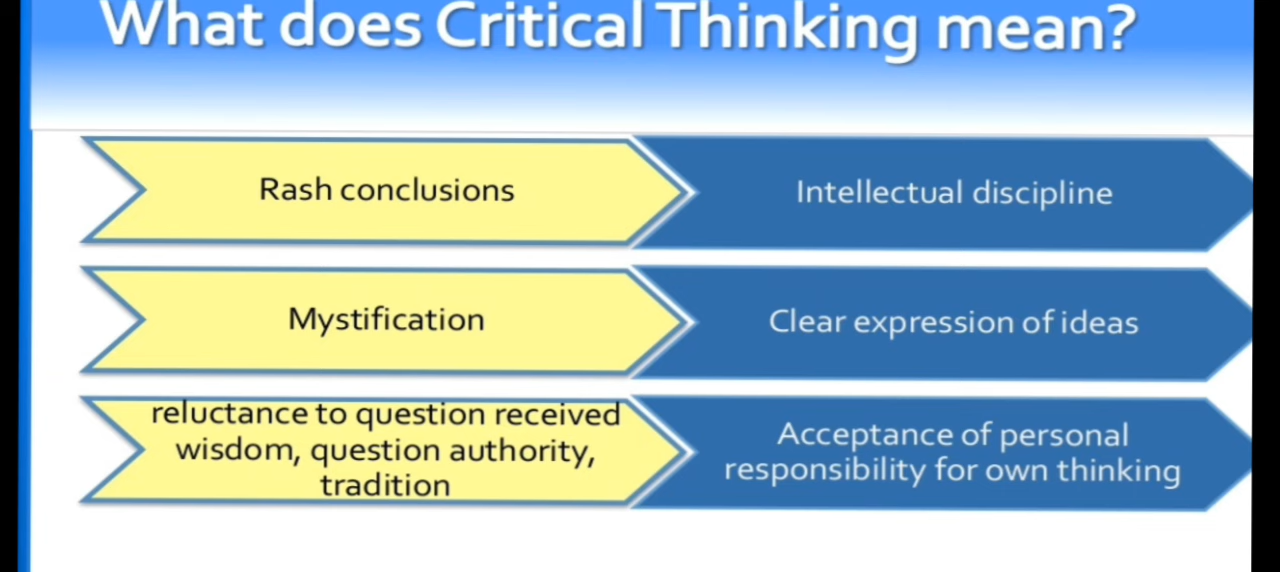 What does Critical Thinking mean?
Rash conclusions
Intellectual discipline
Mystification
Clear expression of ideas
reluctance to question received
wisdom, question authority,
tradition
Acceptance of personal
responsibility for own thinking